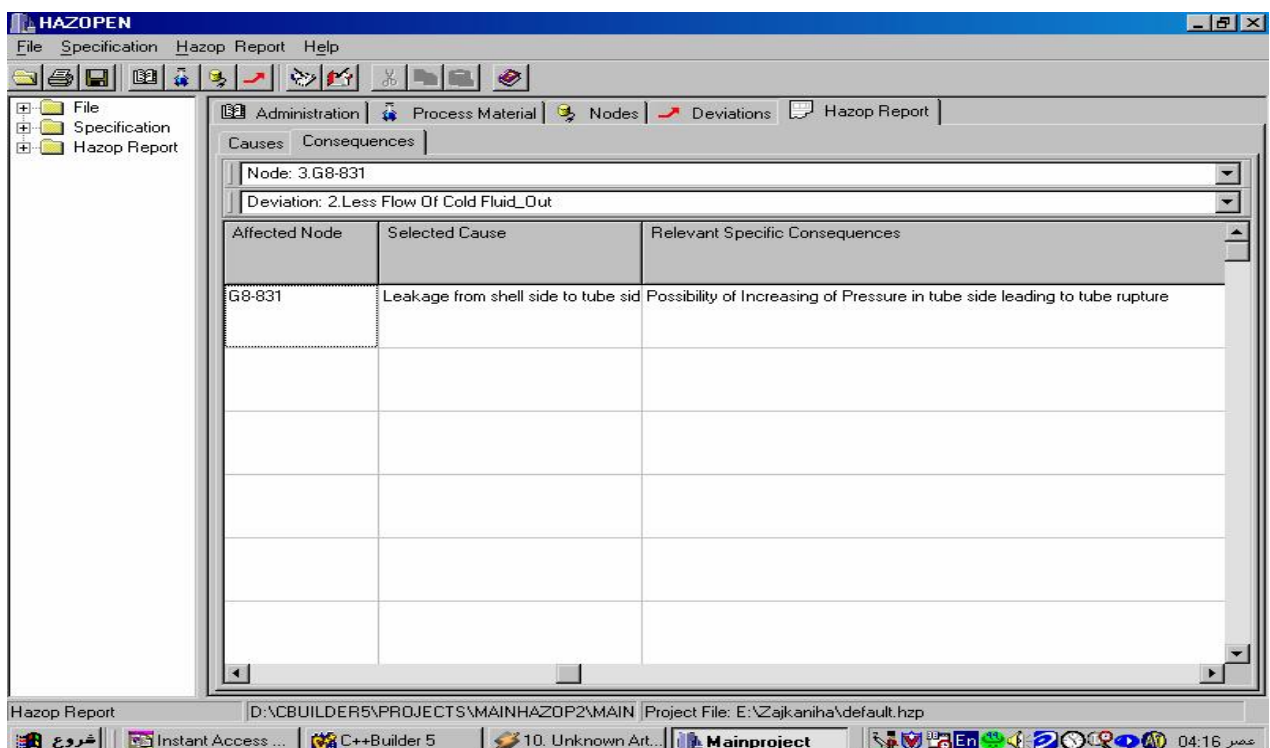 HAZOPEN
File Specification Hazop Report Help
File
Specification
Hazop Report
Administration Process Material Nodes Deviations Hazop Report
Causes Consequences
Node: 3.G8-831
Deviation: 2.Less Flow Of Cold Fluid_Out
Affected Node Selected Cause Relevant Specific Consequences
G8-831 Leakage from shell side to tube sid Possibility of Increasing of Pressure in tube side leading to tube rupture
Hazop Report D:\CBUILDER5\PROJECTS\MAINHAZOP2\MAIN Project File: E:\Zajkaniha\default.hzp
شروع Instant Access ... C++Builder 5 10. Unknown Art... Mainproject En 04:16 عصر